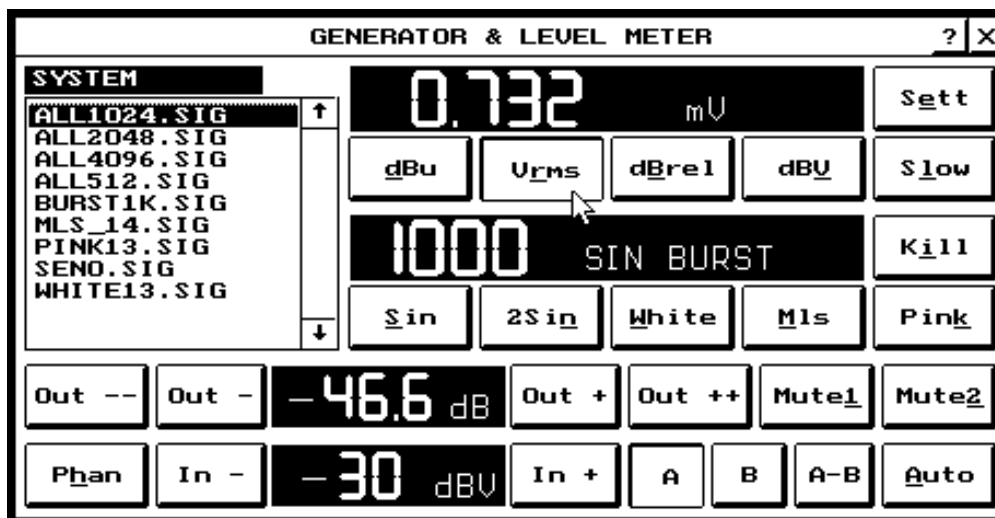 GENERATOR & LEVEL METER ? X
SYSTEM
ALL1024.SIG
ALL2048.SIG
ALL4096.SIG
ALL512.SIG
BURST1K.SIG
MLS_14.SIG
PINK13.SIG
SENO.SIG
WHITE13.SIG
0.732 mV
Sett
dBu Vrms dBrel dBV Slow
1000 SIN BURST
Kill
Sin 2Sin White Mls Pink
Out -- Out - -46.6 dB Out + Out ++ Mute1 Mute2
Phan In - -30 dBV In + A B A-B Auto